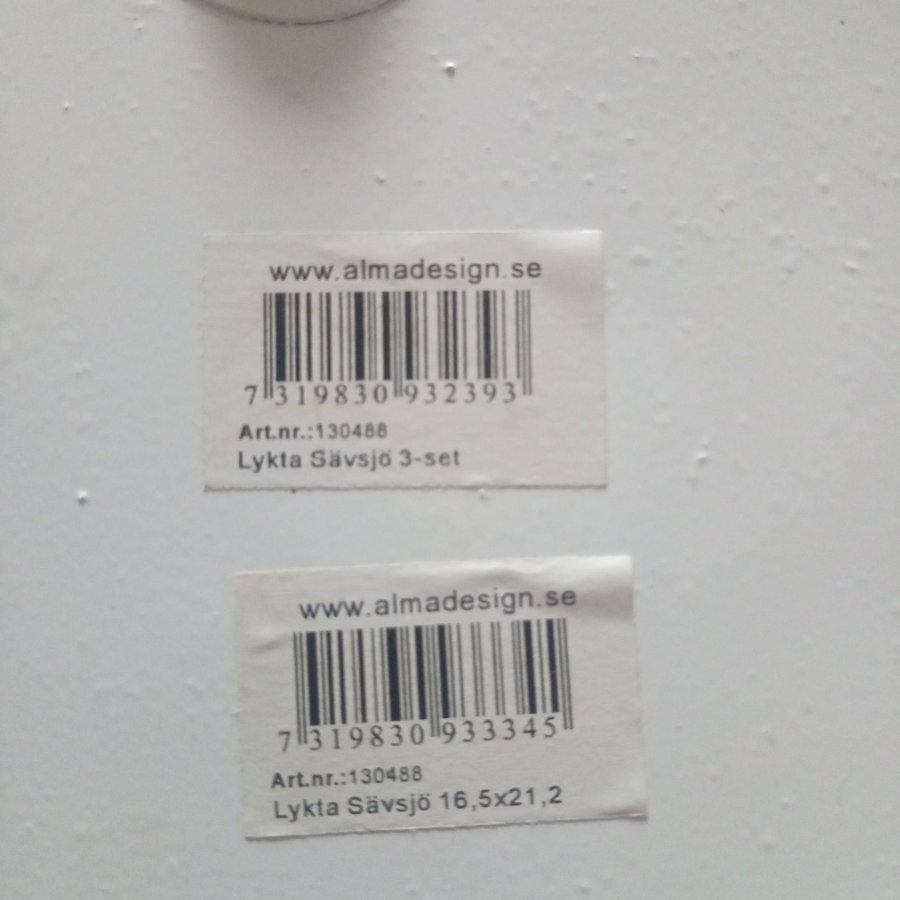 www.almadesign.se
7 319830 932393
Art.nr.:130488
Lykta Sävsjö 3-set
www.almadesign.se
7 319830 933345
Art.nr.:130488
Lykta Sävsjö 16,5x21,2